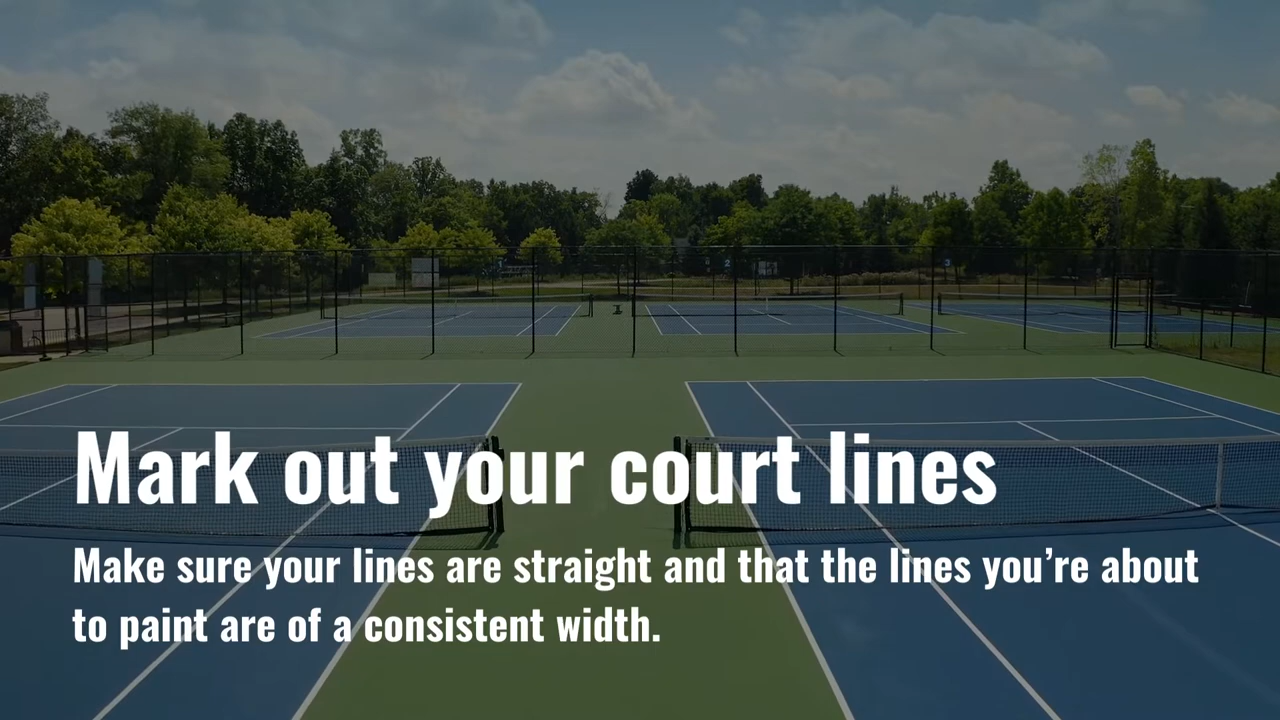 Mark out your court lines
Make sure your lines are straight and that the lines you’re about
to paint are of a consistent width.